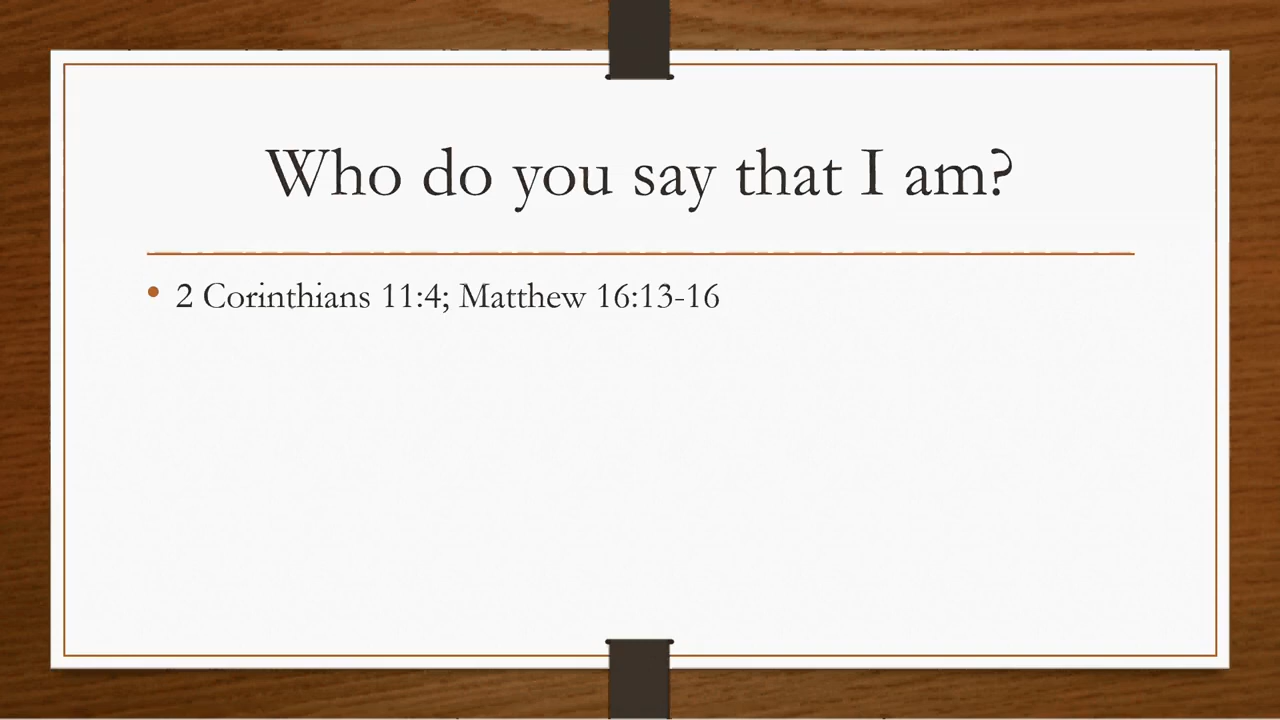 Who do you say that I am?
• 2 Corinthians 11:4; Matthew 16:13-16